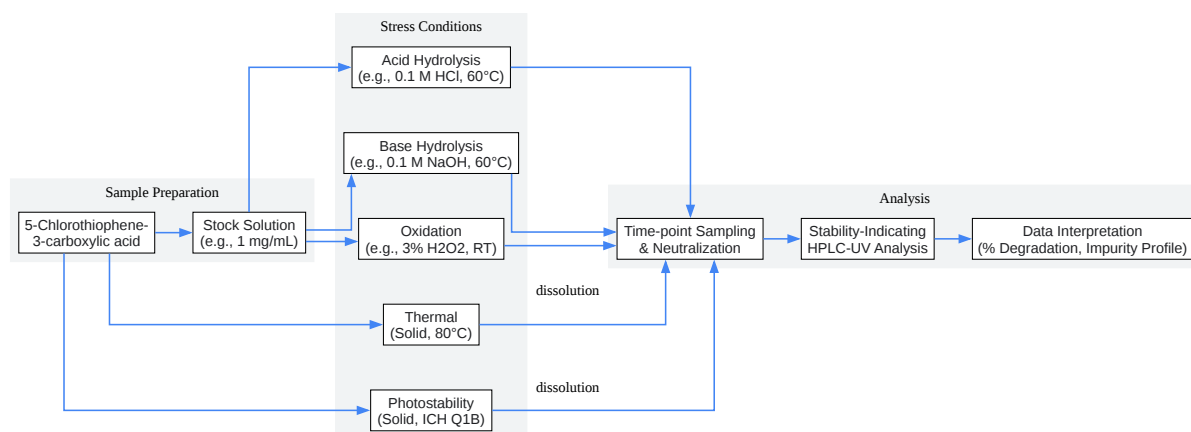 Stress Conditions
Acid Hydrolysis
(e.g., 0.1 M HCl, 60°C)
Base Hydrolysis
(e.g., 0.1 M NaOH, 60°C)
Sample Preparation
Analysis
5-Chlorothiophene-
3-carboxylic acid
Stock Solution
(e.g., 1 mg/mL)
Oxidation
(e.g., 3% H2O2, RT)
Time-point Sampling
& Neutralization
Stability-Indicating
HPLC-UV Analysis
Data Interpretation
(% Degradation, Impurity Profile)
dissolution
Thermal
(Solid, 80°C)
dissolution
Photostability
(Solid, ICH Q1B)